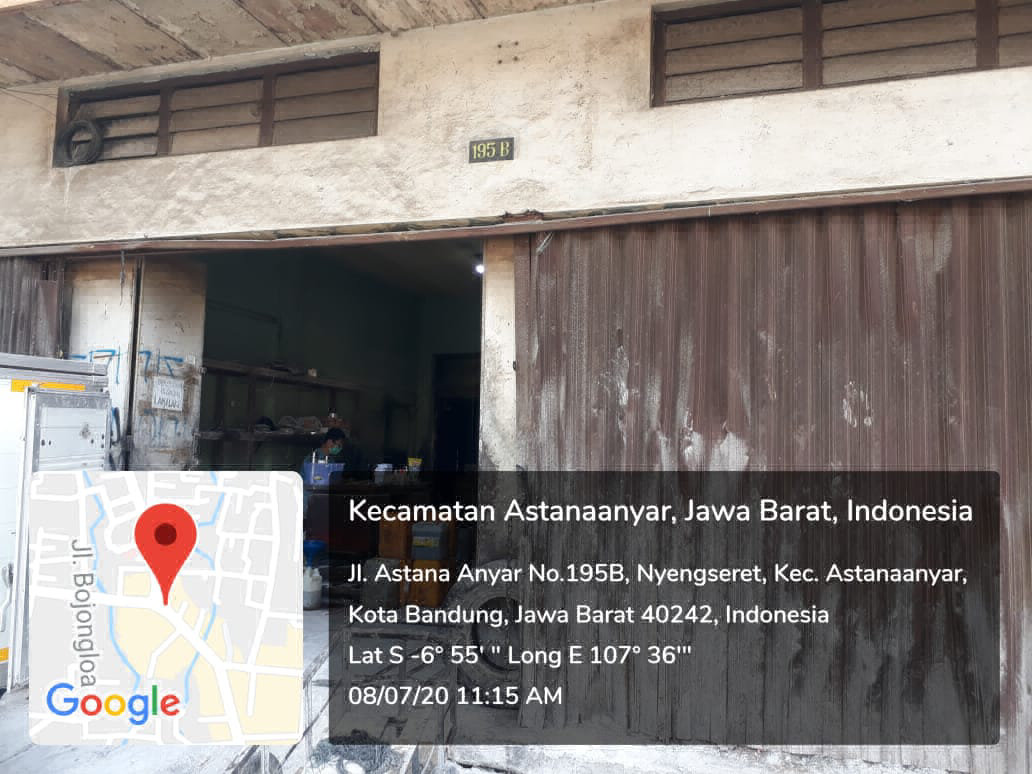 195 B
LAHALAN
Kecamatan Astanaanyar, Jawa Barat, Indonesia
Jl. Astana Anyar No.195B, Nyengseret, Kec. Astanaanyar,
Kota Bandung, Jawa Barat 40242, Indonesia
Lat S -6° 55' " Long E 107° 36'"
08/07/20 11:15 AM
Jl. Bojongloa
Google